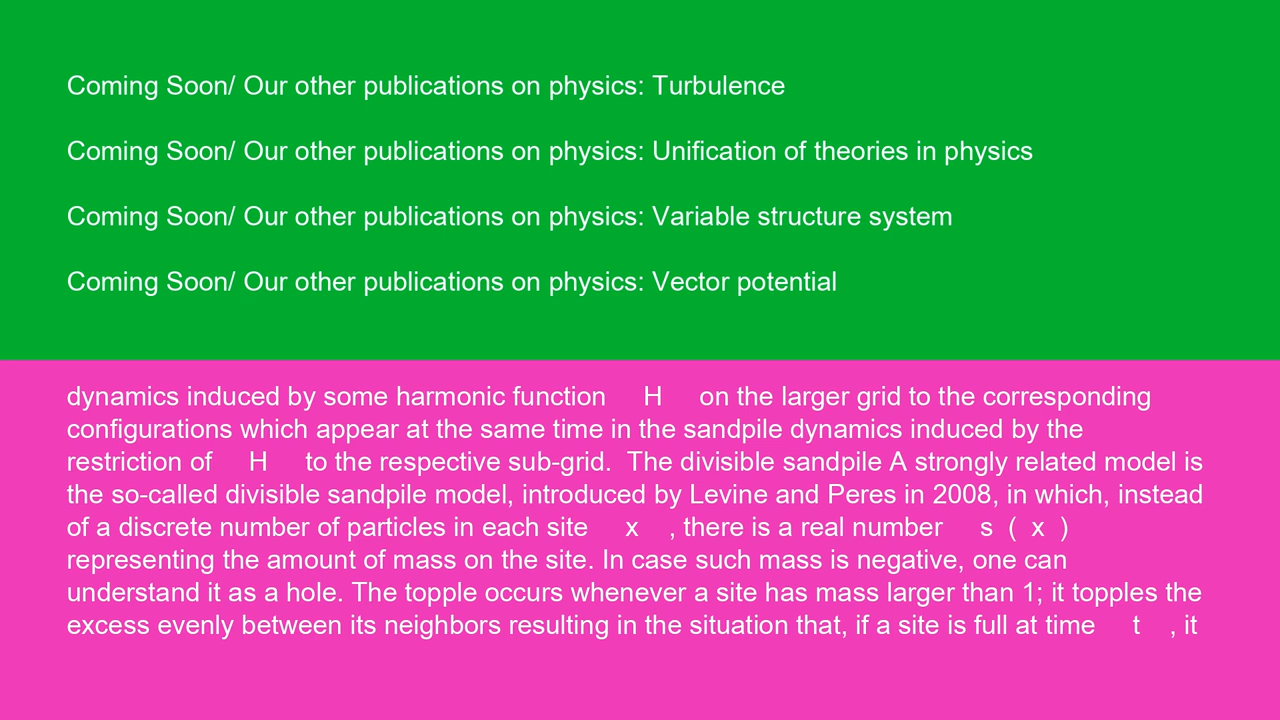 Coming Soon/ Our other publications on physics: Turbulence
Coming Soon/ Our other publications on physics: Unification of theories in physics
Coming Soon/ Our other publications on physics: Variable structure system
Coming Soon/ Our other publications on physics: Vector potential
dynamics induced by some harmonic function H on the larger grid to the corresponding
configurations which appear at the same time in the sandpile dynamics induced by the
restriction of H to the respective sub-grid. The divisible sandpile A strongly related model is
the so-called divisible sandpile model, introduced by Levine and Peres in 2008, in which, instead
of a discrete number of particles in each site x , there is a real number s ( x )
representing the amount of mass on the site. In case such mass is negative, one can
understand it as a hole. The topple occurs whenever a site has mass larger than 1; it topples the
excess evenly between its neighbors resulting in the situation that, if a site is full at time t , it